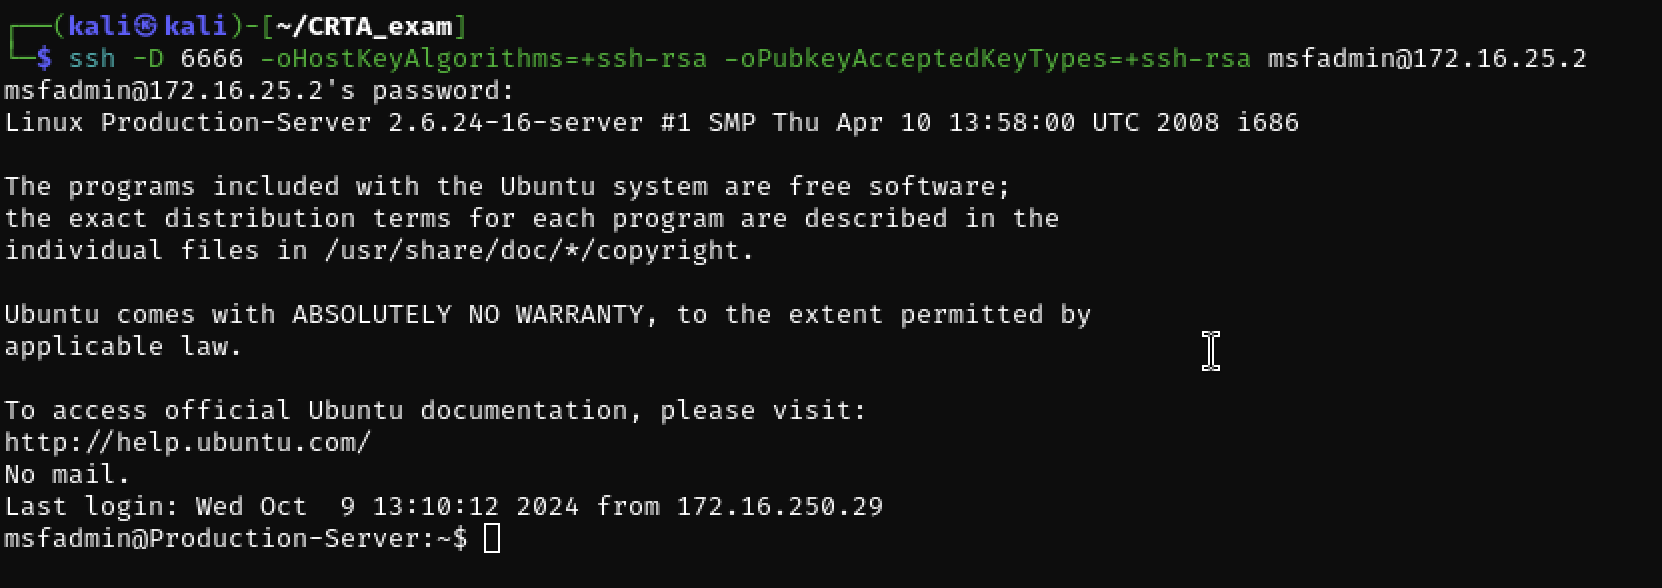 ┌──(kali㉿kali)-[~/CRTA_exam]
└─$ ssh -D 6666 -oHostKeyAlgorithms=+ssh-rsa -oPubkeyAcceptedKeyTypes=+ssh-rsa msfadmin@172.16.25.2
msfadmin@172.16.25.2's password:
Linux Production-Server 2.6.24-16-server #1 SMP Thu Apr 10 13:58:00 UTC 2008 i686
The programs included with the Ubuntu system are free software;
the exact distribution terms for each program are described in the
individual files in /usr/share/doc/*/copyright.
Ubuntu comes with ABSOLUTELY NO WARRANTY, to the extent permitted by
applicable law.
To access official Ubuntu documentation, please visit:
http://help.ubuntu.com/
No mail.
Last login: Wed Oct  9 13:10:12 2024 from 172.16.250.29
msfadmin@Production-Server:~$